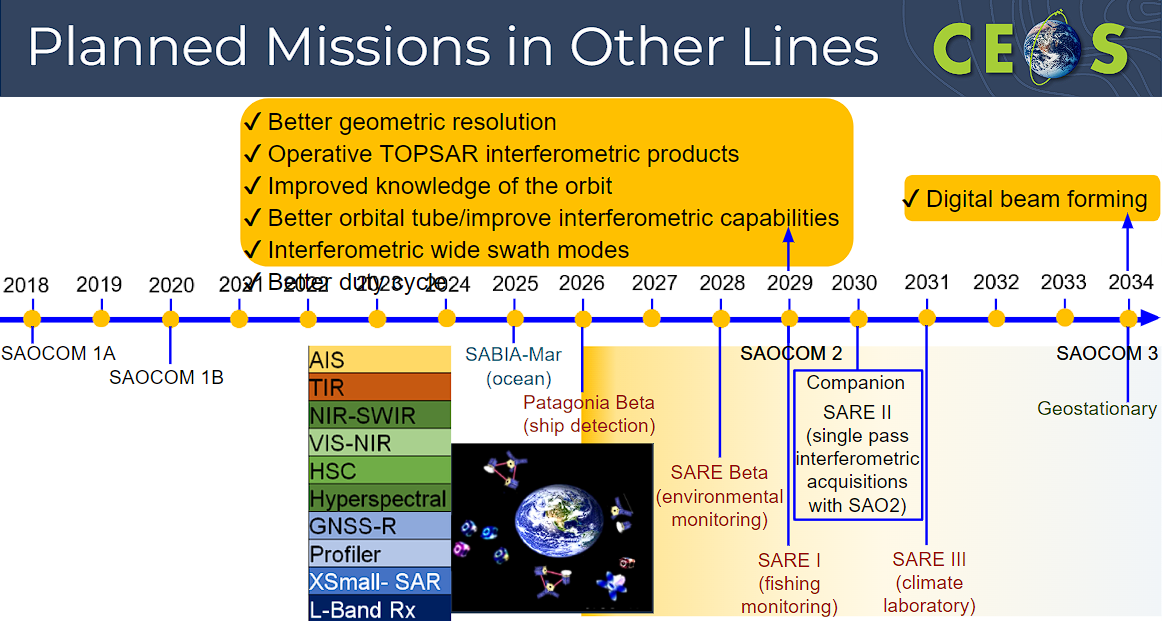 Planned Missions in Other Lines
CEOS
✓ Better geometric resolution
✓ Operative TOPSAR interferometric products
✓ Improved knowledge of the orbit
✓ Better orbital tube/improve interferometric capabilities
✓ Interferometric wide swath modes
✓ Better duty cycle
✓ Digital beam forming
2018 2019 2020 2021 2022 2023 2024 2025 2026 2027 2028 2029 2030 2031 2032 2033 2034
SAOCOM 1A
SAOCOM 1B
SABIA-Mar
(ocean)
Patagonia Beta
(ship detection)
SARE Beta
(environmental
monitoring)
SAOCOM 2
SARE I
(fishing
monitoring)
Companion
SARE II
(single pass
interferometric
acquisitions
with SAO2)
SARE III
(climate
laboratory)
SAOCOM 3
Geostationary
AIS
TIR
NIR-SWIR
VIS-NIR
HSC
Hyperspectral
GNSS-R
Profiler
XSmall- SAR
L-Band Rx